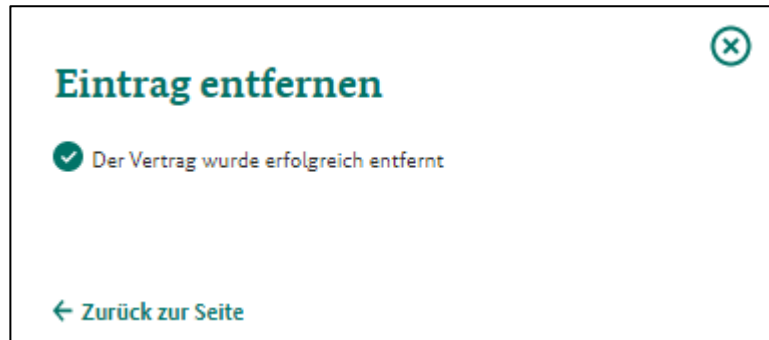 Eintrag entfernen
Der Vertrag wurde erfolgreich entfernt
← Zurück zur Seite